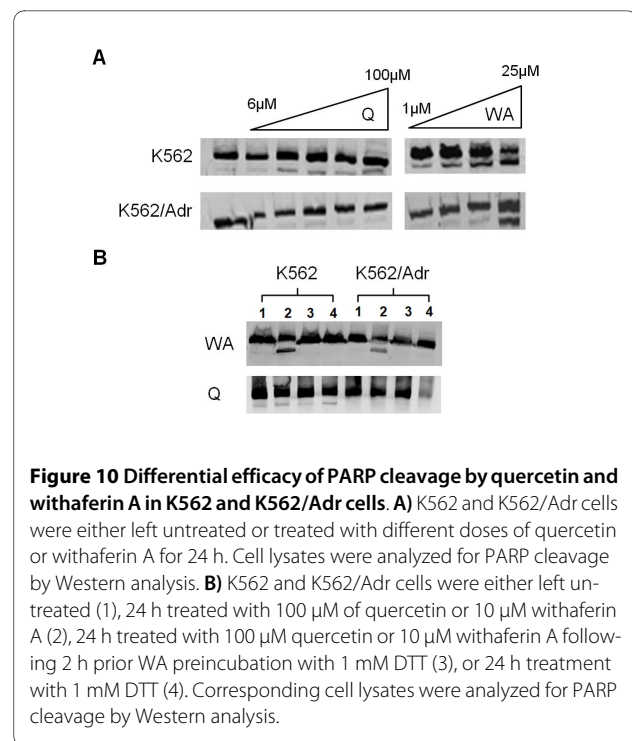 A
100µM
25µM
6µM
1µM
Q
WA
K562
K562/Adr
B
K562 K562/Adr
1 2 3 4 1 2 3 4
WA
Q
Figure 10 Differential efficacy of PARP cleavage by quercetin and
withaferin A in K562 and K562/Adr cells. A) K562 and K562/Adr cells
were either left untreated or treated with different doses of quercetin
or withaferin A for 24 h. Cell lysates were analyzed for PARP cleavage
by Western analysis. B) K562 and K562/Adr cells were either left un-
treated (1), 24 h treated with 100 µM of quercetin or 10 µM withaferin
A (2), 24 h treated with 100 µM quercetin or 10 µM withaferin A follow-
ing 2 h prior WA preincubation with 1 mM DTT (3), or 24 h treatment
with 1 mM DTT (4). Corresponding cell lysates were analyzed for PARP
cleavage by Western analysis.